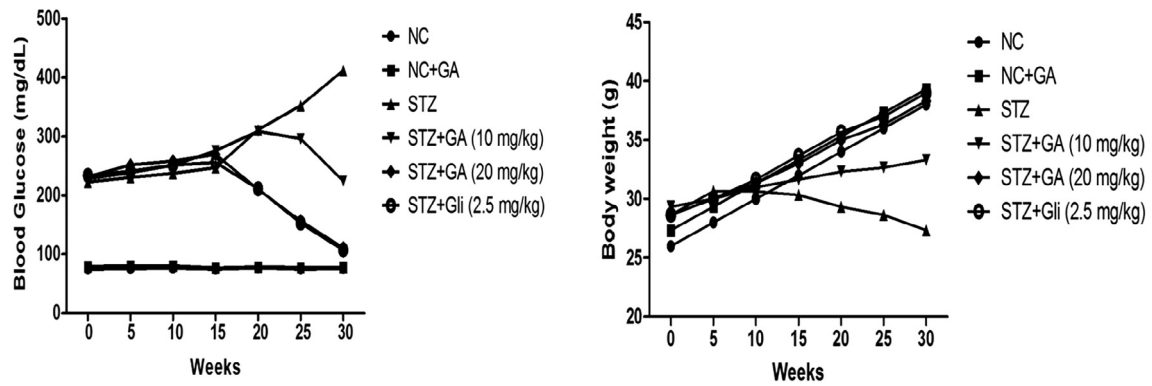 Blood Glucose (mg/dL)
500
400
300
200
100
0
0 5 10 15 20 25 30
Weeks
NC
NC+GA
STZ
STZ+GA (10 mg/kg)
STZ+GA (20 mg/kg)
STZ+Gli (2.5 mg/kg)
Body weight (g)
45
40
35
30
25
20
0 5 10 15 20 25 30
Weeks
NC
NC+GA
STZ
STZ+GA (10 mg/kg)
STZ+GA (20 mg/kg)
STZ+Gli (2.5 mg/kg)